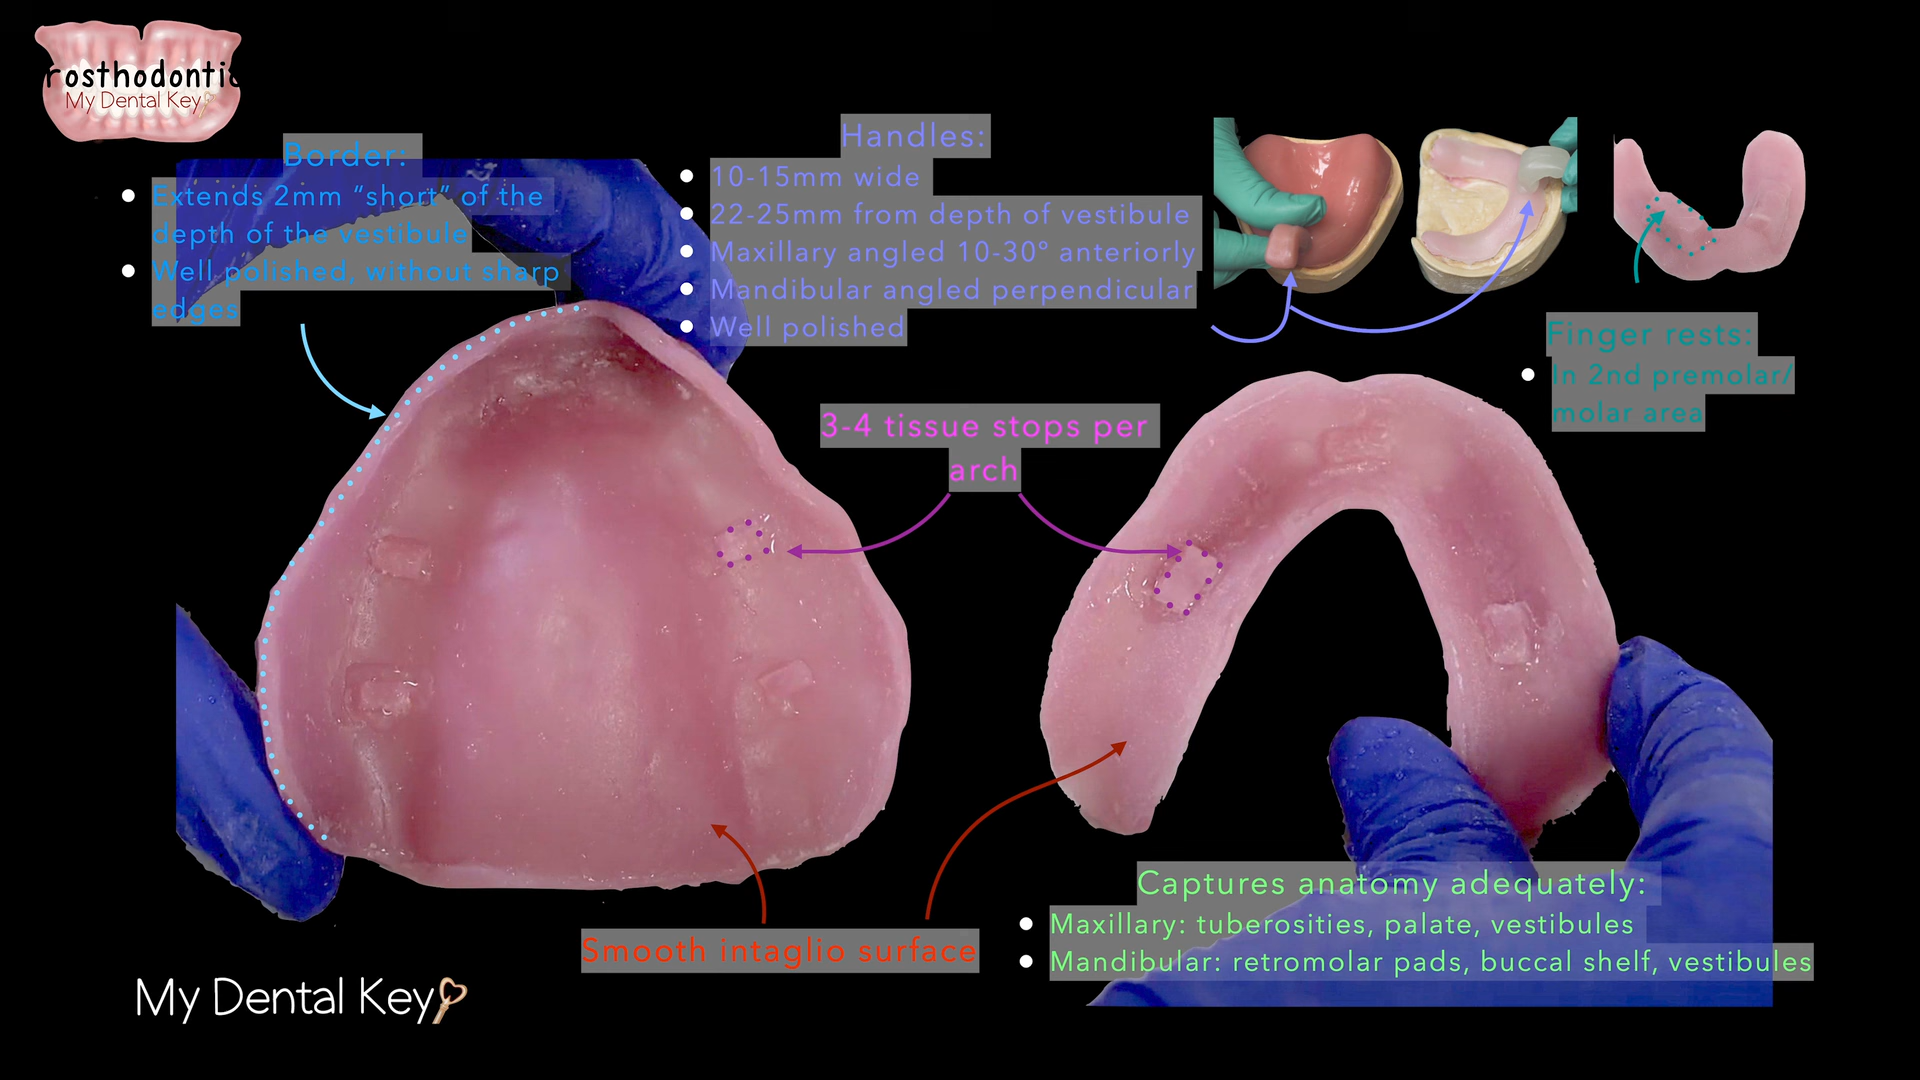 rosthodontic
My Dental Key
Border:
Extends 2mm “short” of the
depth of the vestibule
Well polished, without sharp
edges
Handles:
10-15mm wide
22-25mm from depth of vestibule
Maxillary angled 10-30° anteriorly
Mandibular angled perpendicular
Well polished
Finger rests:
In 2nd premolar/
molar area
3-4 tissue stops per
arch
Smooth intaglio surface
Captures anatomy adequately:
Maxillary: tuberosities, palate, vestibules
Mandibular: retromolar pads, buccal shelf, vestibules
My Dental Key